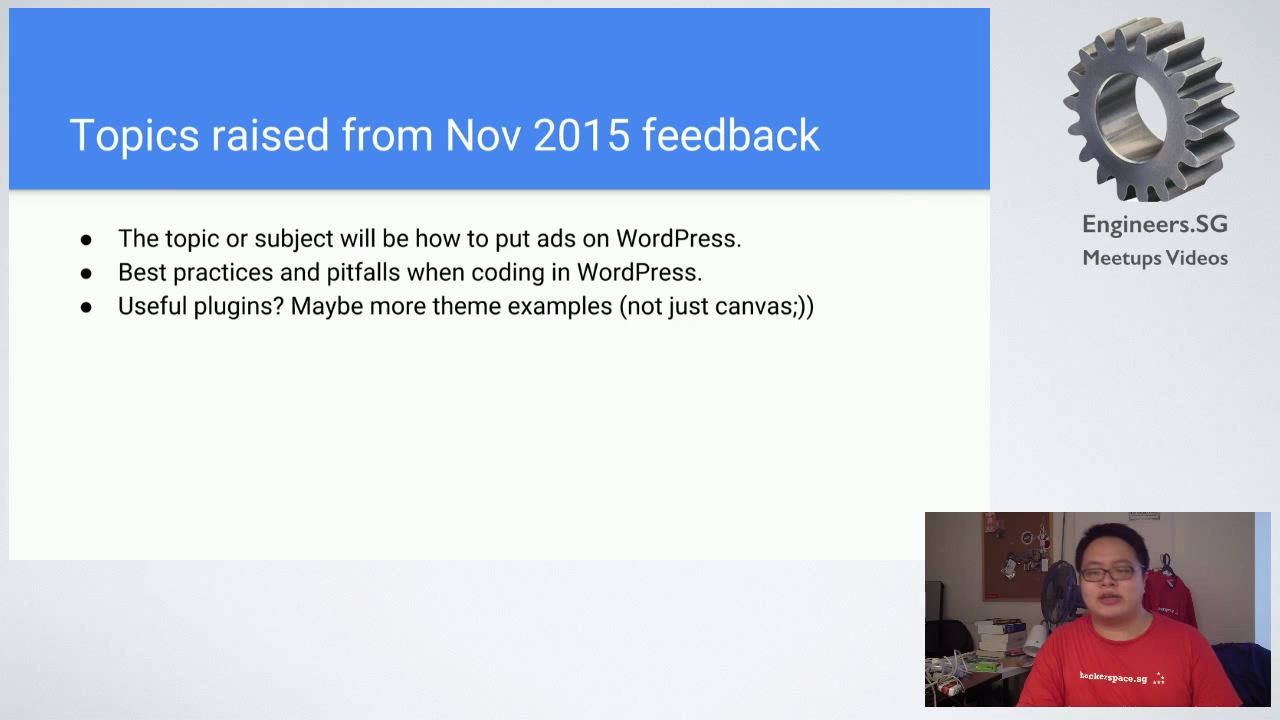 Topics raised from Nov 2015 feedback
● The topic or subject will be how to put ads on WordPress.
● Best practices and pitfalls when coding in WordPress.
● Useful plugins? Maybe more theme examples (not just canvas;))
Engineers.SG
Meetups Videos
hackerspace.sg